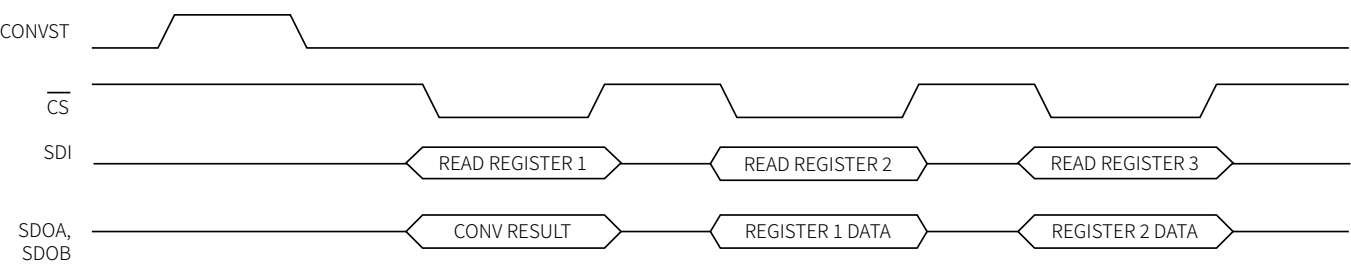 CONVST
CS
SDI
READ REGISTER 1
READ REGISTER 2
READ REGISTER 3
SDOA,
SDOB
CONV RESULT
REGISTER 1 DATA
REGISTER 2 DATA